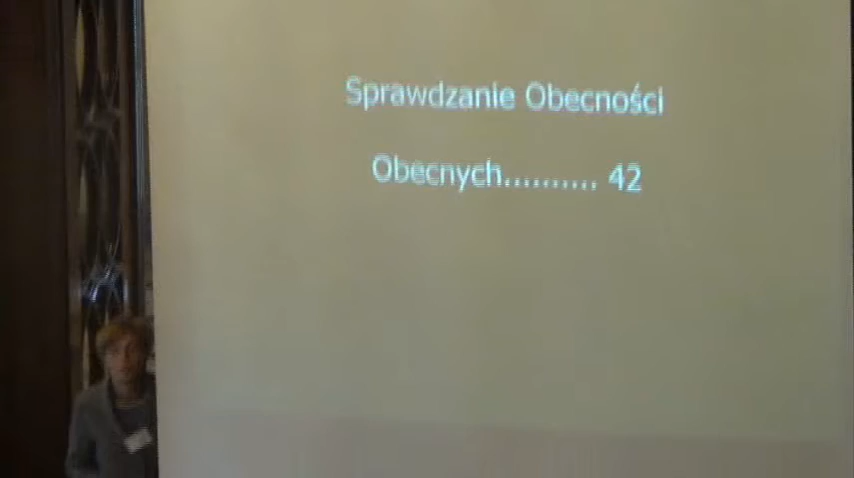 Sprawdzanie Obecności
Obecnych.......... 42